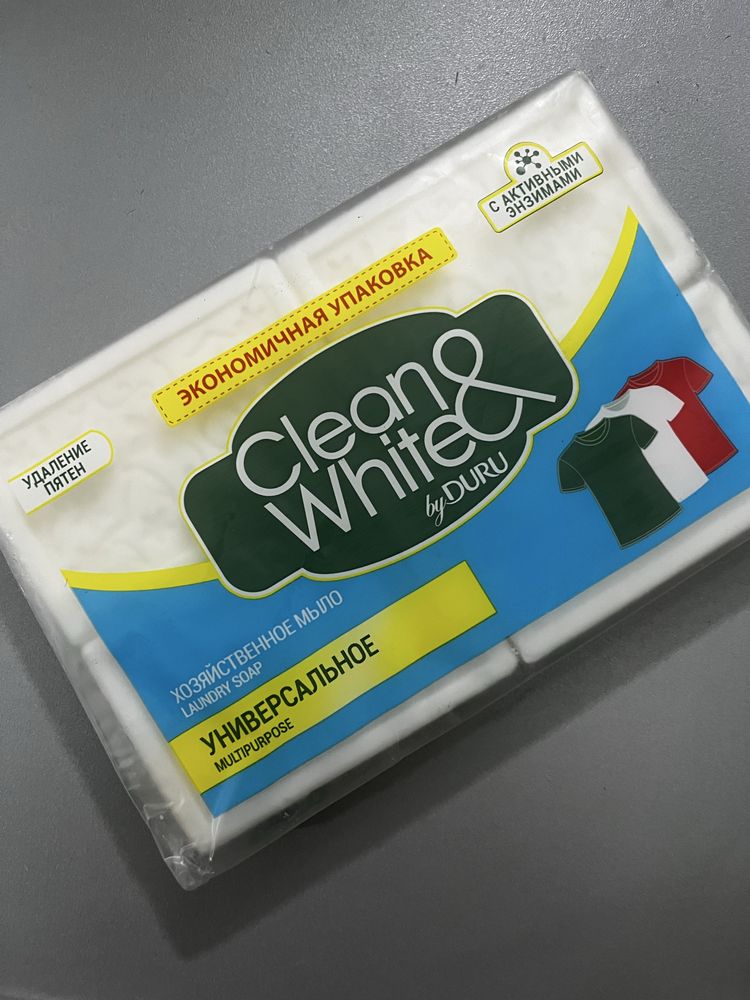 С АКТИВНЫМИ
ЭНЗИМАМИ
ЭКОНОМИЧНАЯ УПАКОВКА
Clean &
White
by DURU
УДАЛЕНИЕ
ПЯТЕН
ХОЗЯЙСТВЕННОЕ МЫЛО
LAUNDRY SOAP
УНИВЕРСАЛЬНОЕ
MULTIPURPOSE